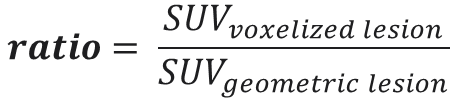 ratio = SUV_voxelized lesion / SUV_geometric lesion